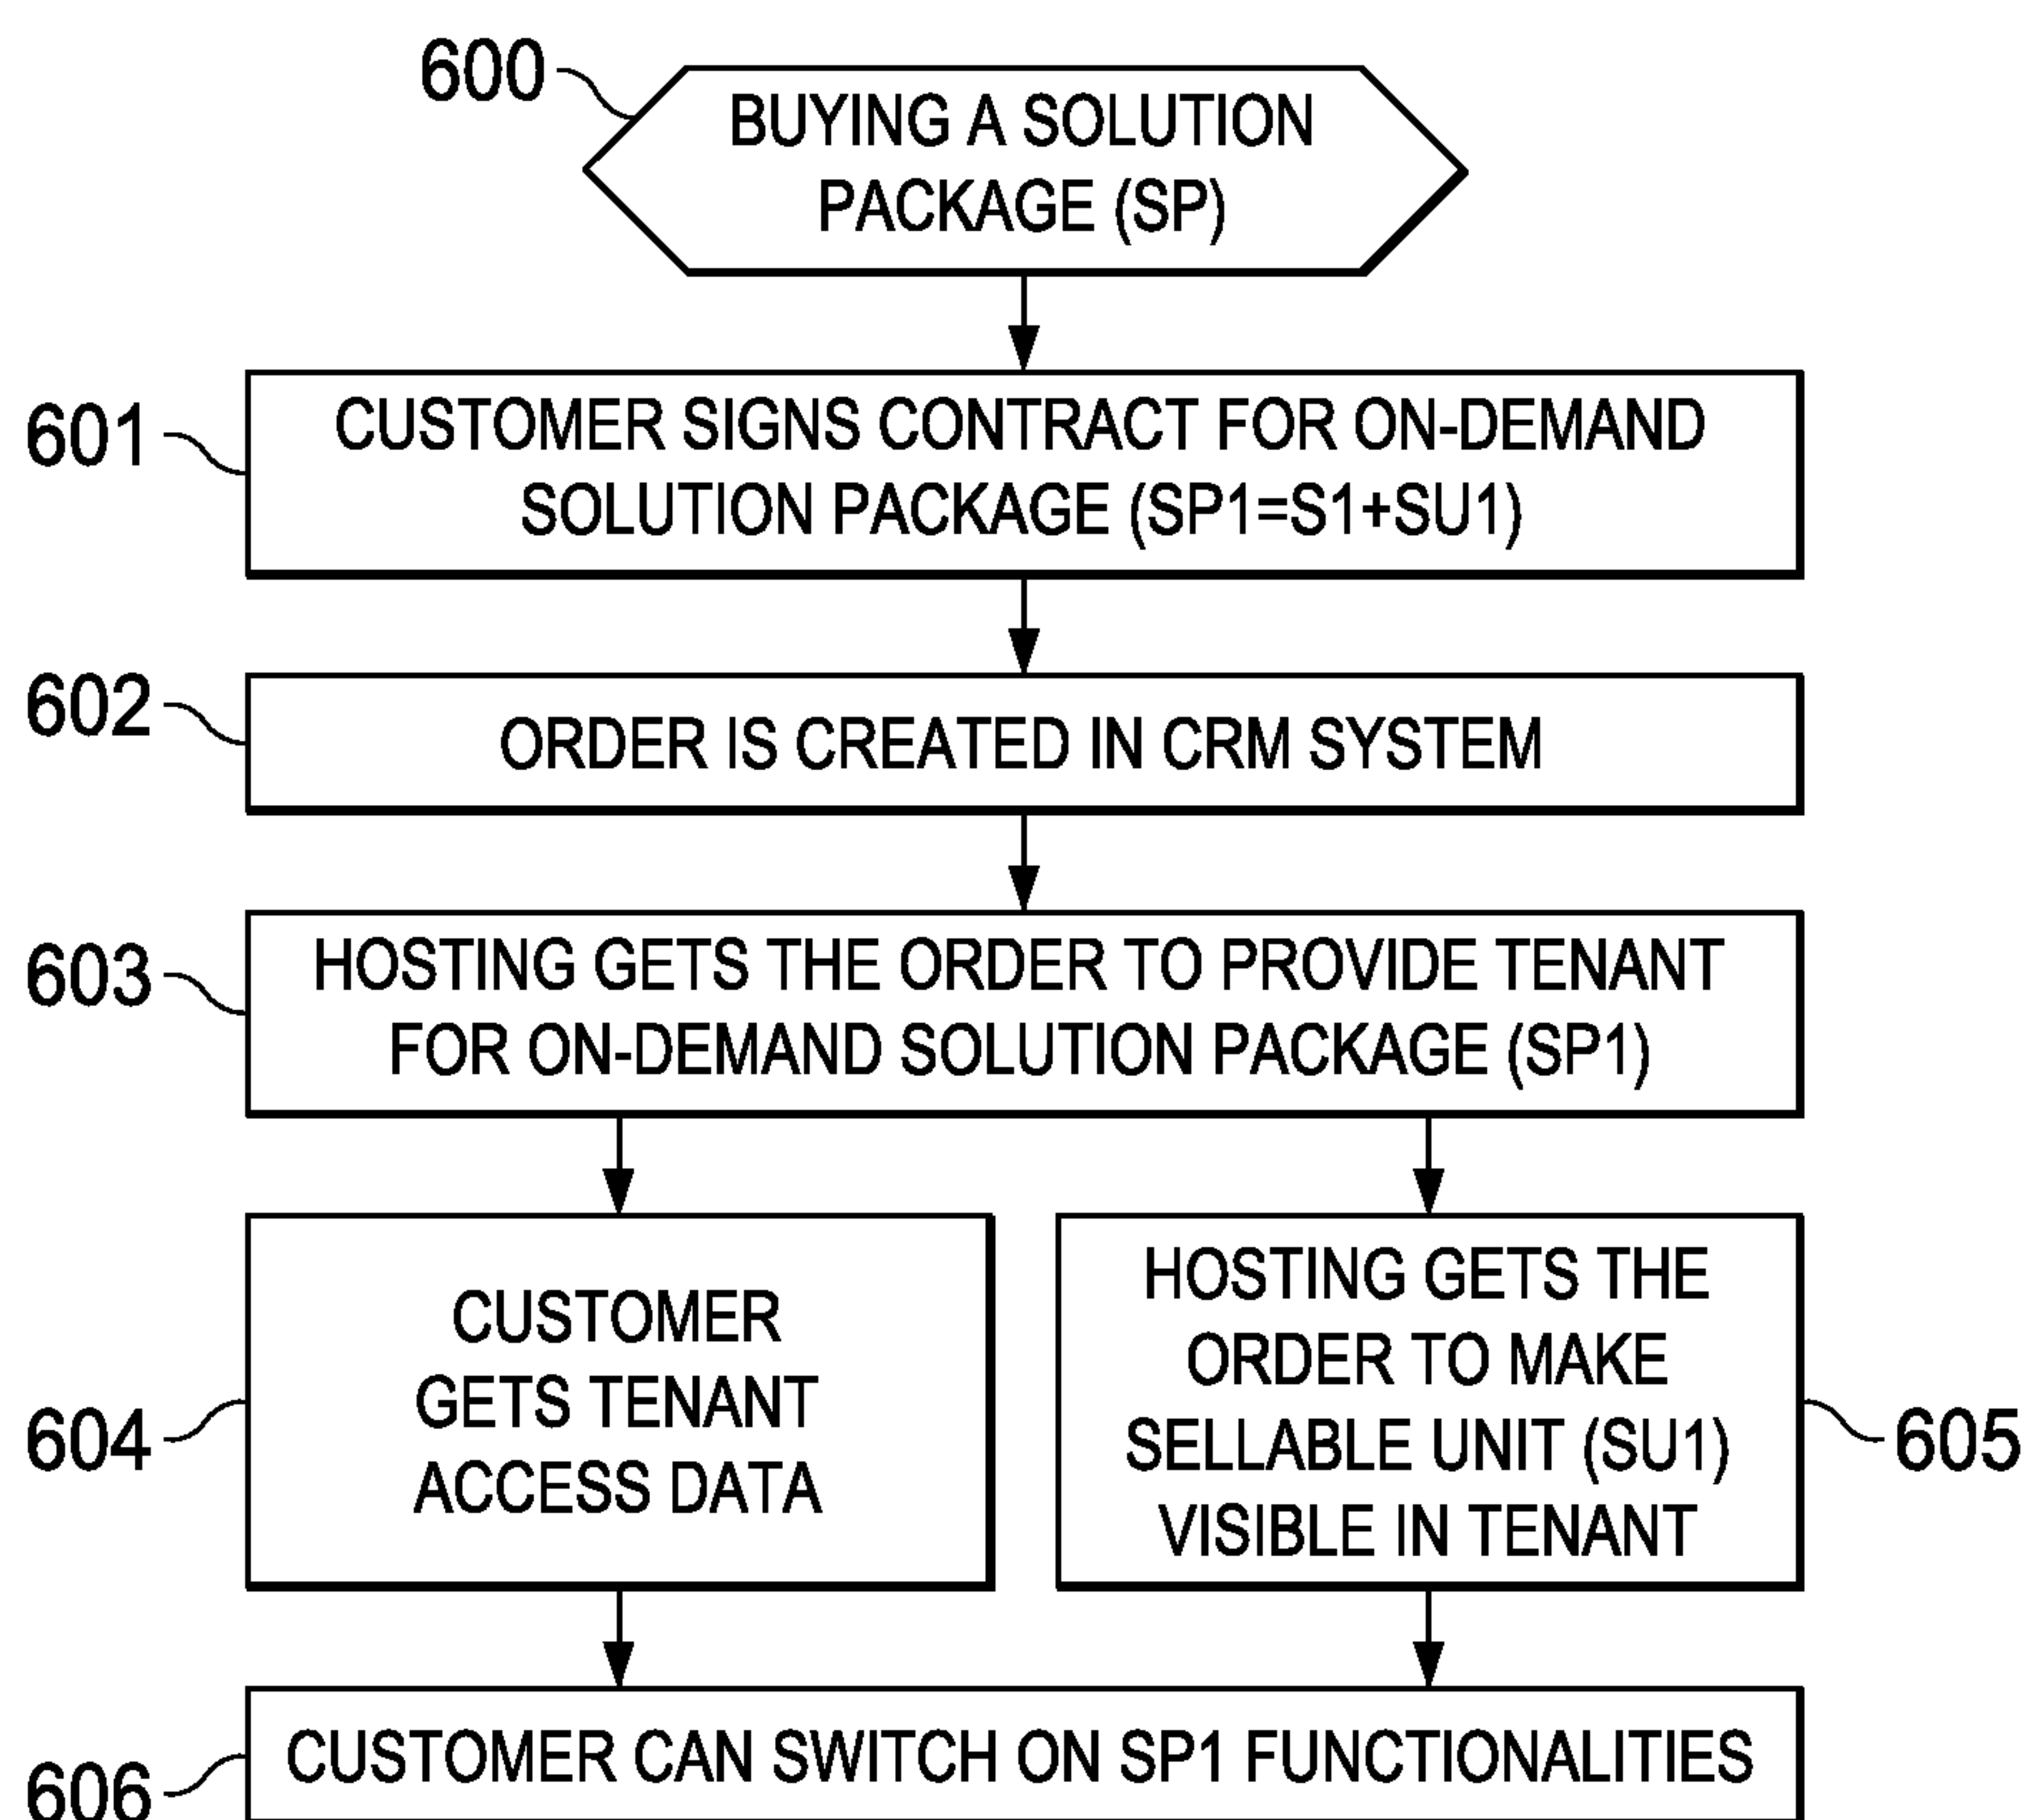 600
BUYING A SOLUTION
PACKAGE (SP)
601
CUSTOMER SIGNS CONTRACT FOR ON-DEMAND
SOLUTION PACKAGE (SP1=S1+SU1)
602
ORDER IS CREATED IN CRM SYSTEM
603
HOSTING GETS THE ORDER TO PROVIDE TENANT
FOR ON-DEMAND SOLUTION PACKAGE (SP1)
604
CUSTOMER
GETS TENANT
ACCESS DATA
HOSTING GETS THE
ORDER TO MAKE
SELLABLE UNIT (SU1)
VISIBLE IN TENANT
605
606
CUSTOMER CAN SWITCH ON SP1 FUNCTIONALITIES